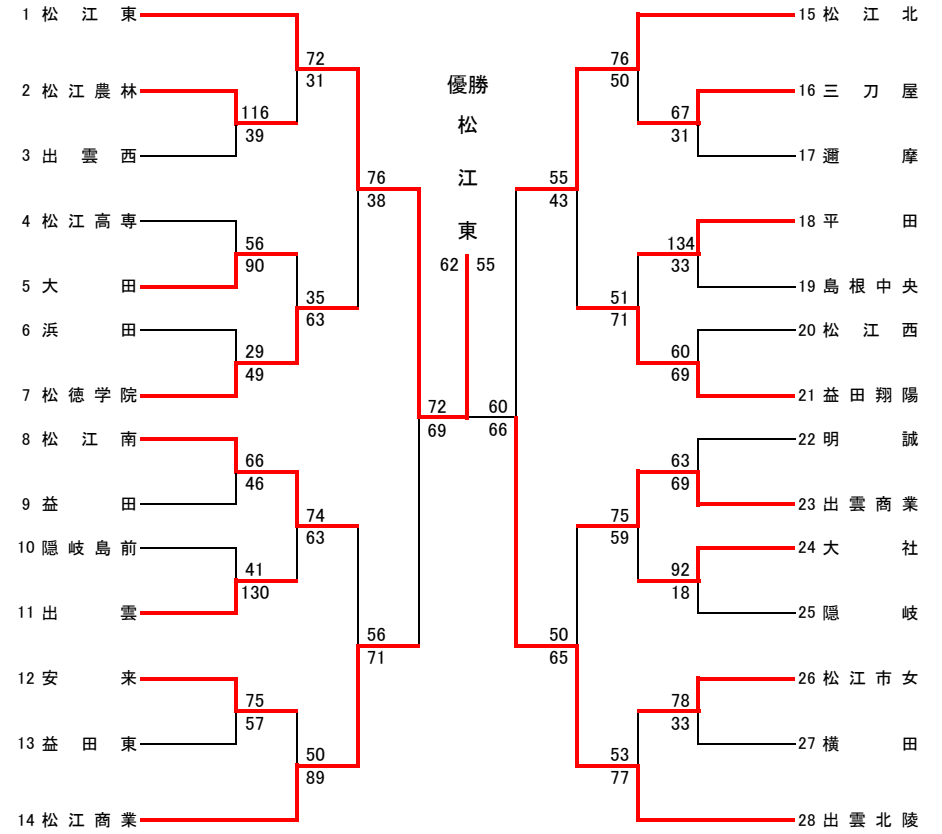 1 松江東
2 松江農林
3 出雲西
4 松江高専
5 大田
6 浜田
7 松徳学院
8 松江南
9 益田
10 隠岐島前
11 出雲
12 安来
13 益田東
14 松江商業
116
39
56
90
29
49
66
46
41
130
75
57
72
31
35
63
74
63
50
89
76
38
56
71
72
69
優勝
松
江
東
62 55
60
66
55
43
50
65
76
50
51
71
75
59
53
77
67
31
134
33
60
69
63
69
92
18
78
33
15 松江北
16 三刀屋
17 邇摩
18 平田
19 島根中央
20 松江西
21 益田翔陽
22 明誠
23 出雲商業
24 大社
25 隠岐
26 松江市女
27 横田
28 出雲北陵